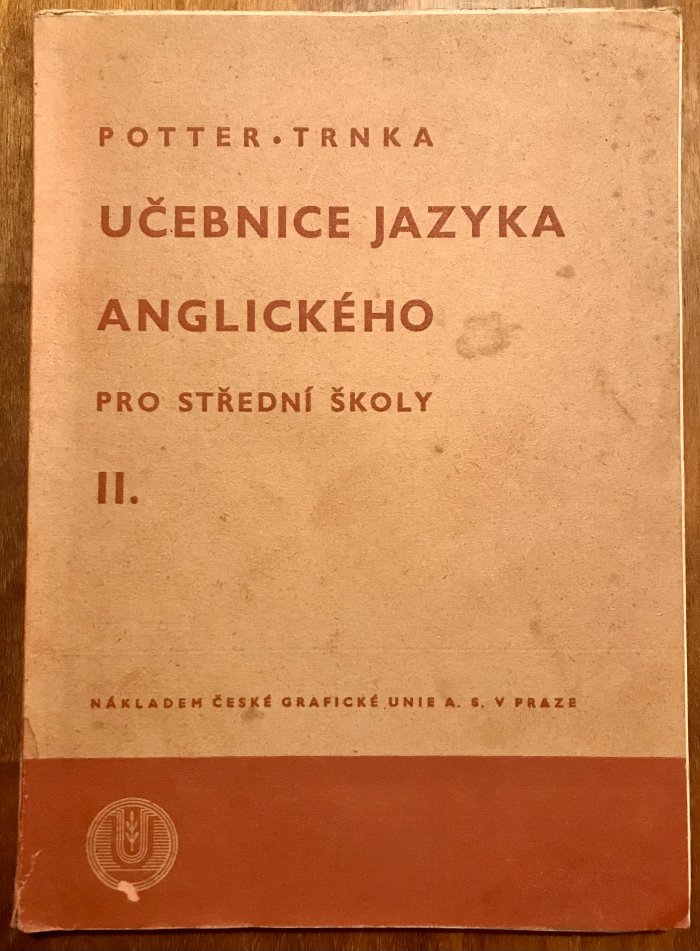 POTTER • TRNKA
UČEBNICE JAZYKA
ANGLICKÉHO
PRO STŘEDNÍ ŠKOLY
II.
NÁKLADEM ČESKÉ GRAFICKÉ UNIE A. S. V PRAZE
U